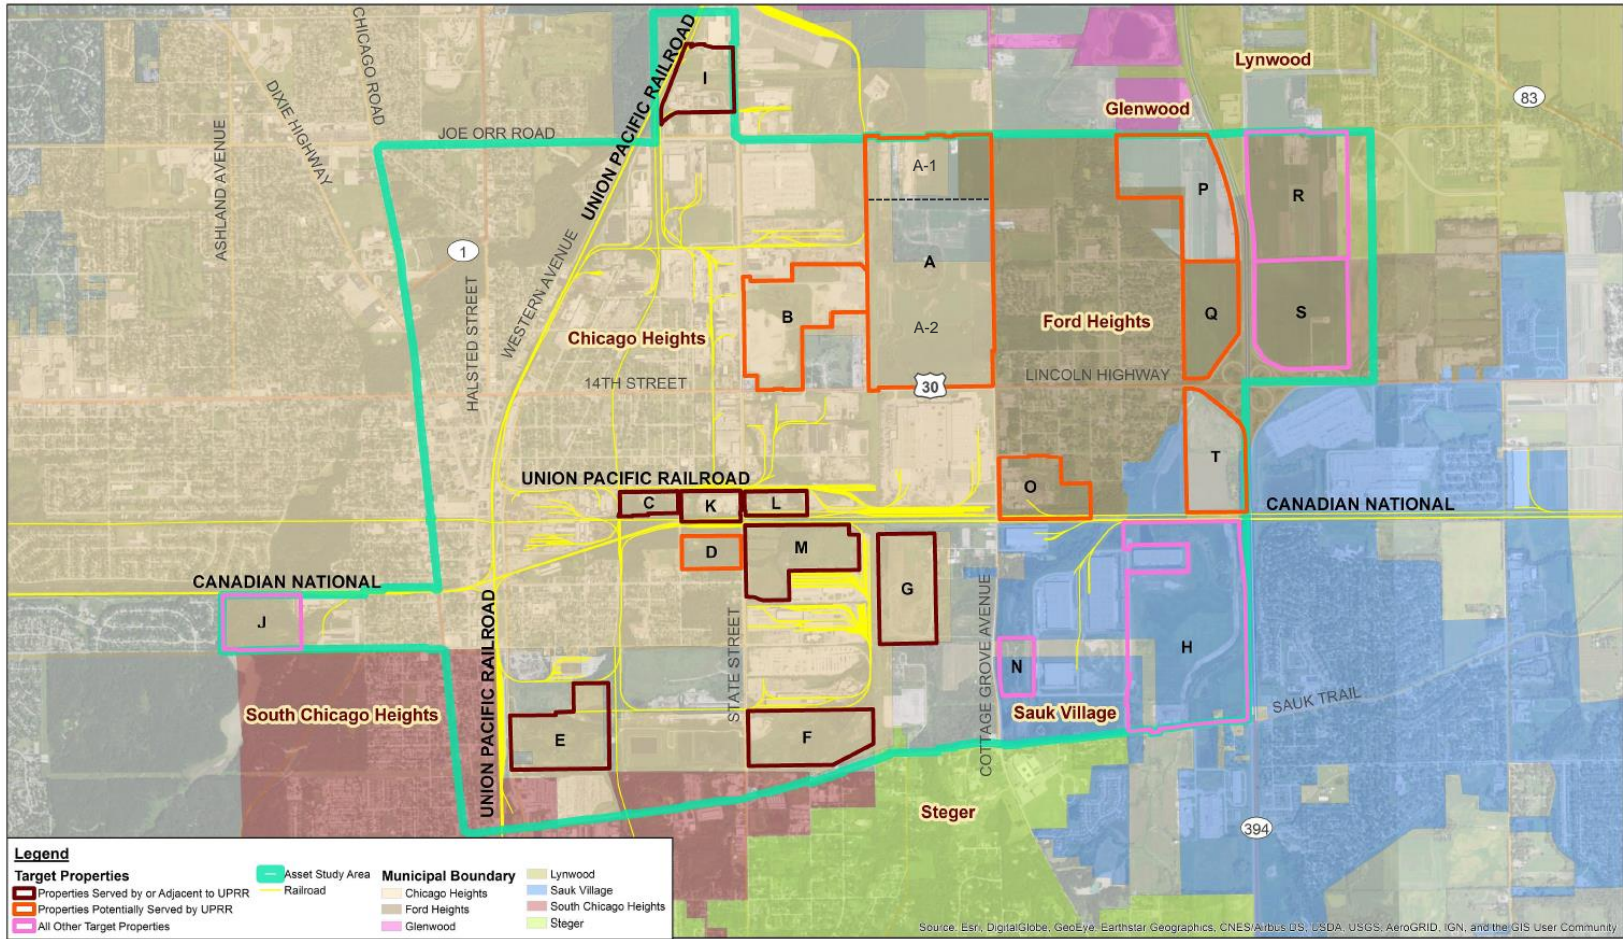 CHICAGO ROAD
DIXIE HIGHWAY
ASHLAND AVENUE
JOE ORR ROAD
UNION PACIFIC RAILROAD
I
Lynwood
Glenwood
83
1
HALSTED STREET
WESTERN AVENUE
A-1
P
R
A
B
A-2
Q
S
Chicago Heights
Ford Heights
14TH STREET
LINCOLN HIGHWAY
30
T
UNION PACIFIC RAILROAD
O
C
K
L
CANADIAN NATIONAL
D
M
G
CANADIAN NATIONAL
J
STATE STREET
COTTAGE GROVE AVENUE
H
N
SAUK TRAIL
Sauk Village
South Chicago Heights
UNION PACIFIC RAILROAD
E
F
Steger
394
Legend
Target Properties
Properties Served by or Adjacent to UPRR
Properties Potentially Served by UPRR
All Other Target Properties
Asset Study Area
Railroad
Municipal Boundary
Chicago Heights
Ford Heights
Glenwood
Lynwood
Sauk Village
South Chicago Heights
Steger
Source: Esri, DigitalGlobe, GeoEye, Earthstar Geographics, CNES/Airbus DS, USDA, USGS, AeroGRID, IGN, and the GIS User Community